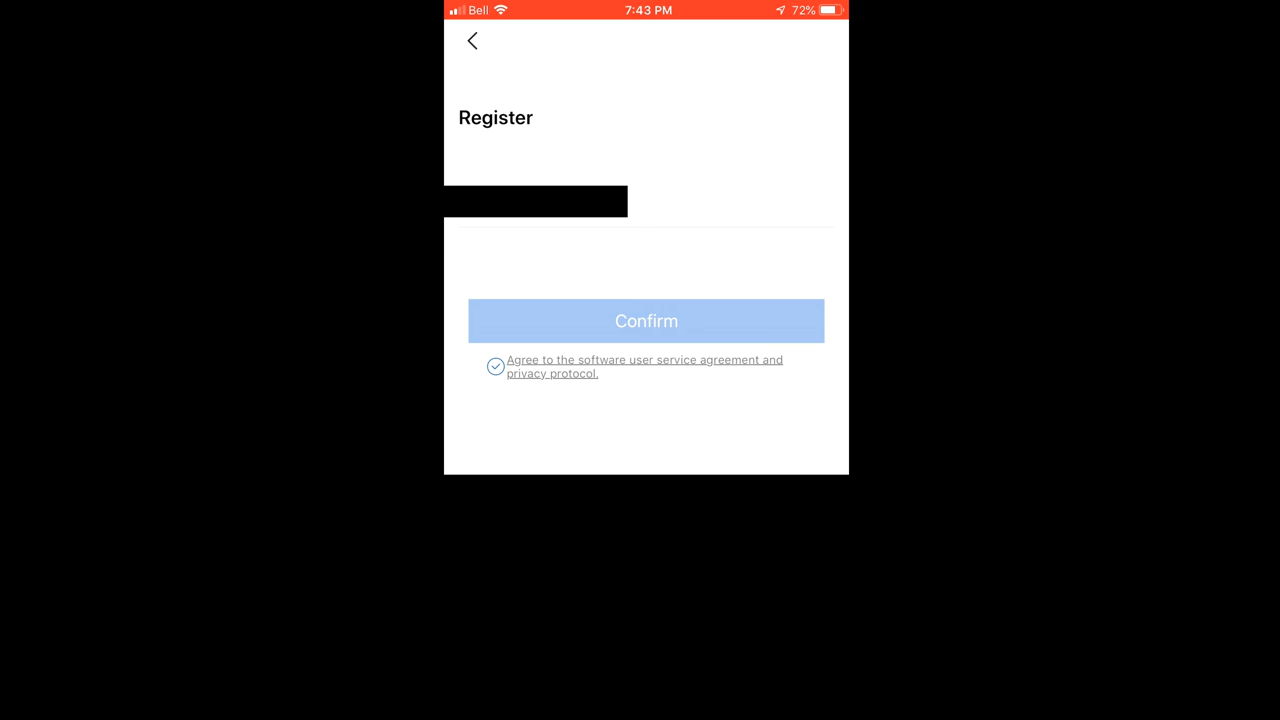 Bell 7:43 PM 72%
Register
Confirm
Agree to the software user service agreement and
privacy protocol.